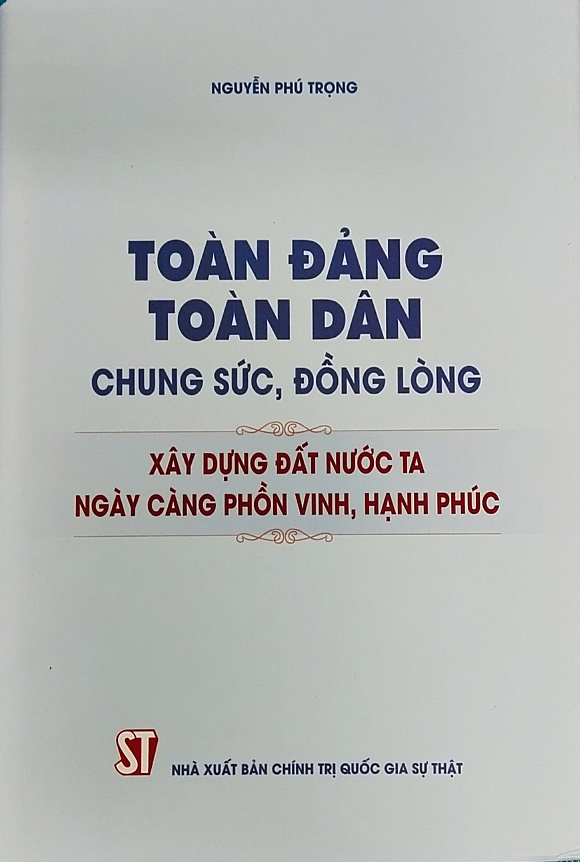 NGUYỄN PHÚ TRỌNG
TOÀN ĐẢNG
TOÀN DÂN
CHUNG SỨC, ĐỒNG LÒNG
XÂY DỰNG ĐẤT NƯỚC TA
NGÀY CÀNG PHỒN VINH, HẠNH PHÚC
ST
NHÀ XUẤT BẢN CHÍNH TRỊ QUỐC GIA SỰ THẬT